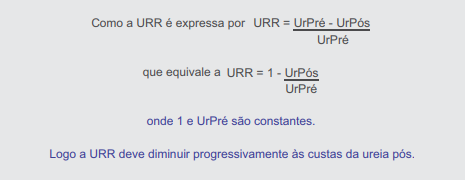 Como a URR é expressa por URR = UrPré - UrPós
UrPré
que equivale a URR = 1 - UrPós
UrPré
onde 1 e UrPré são constantes.
Logo a URR deve diminuir progressivamente às custas da ureia pós.